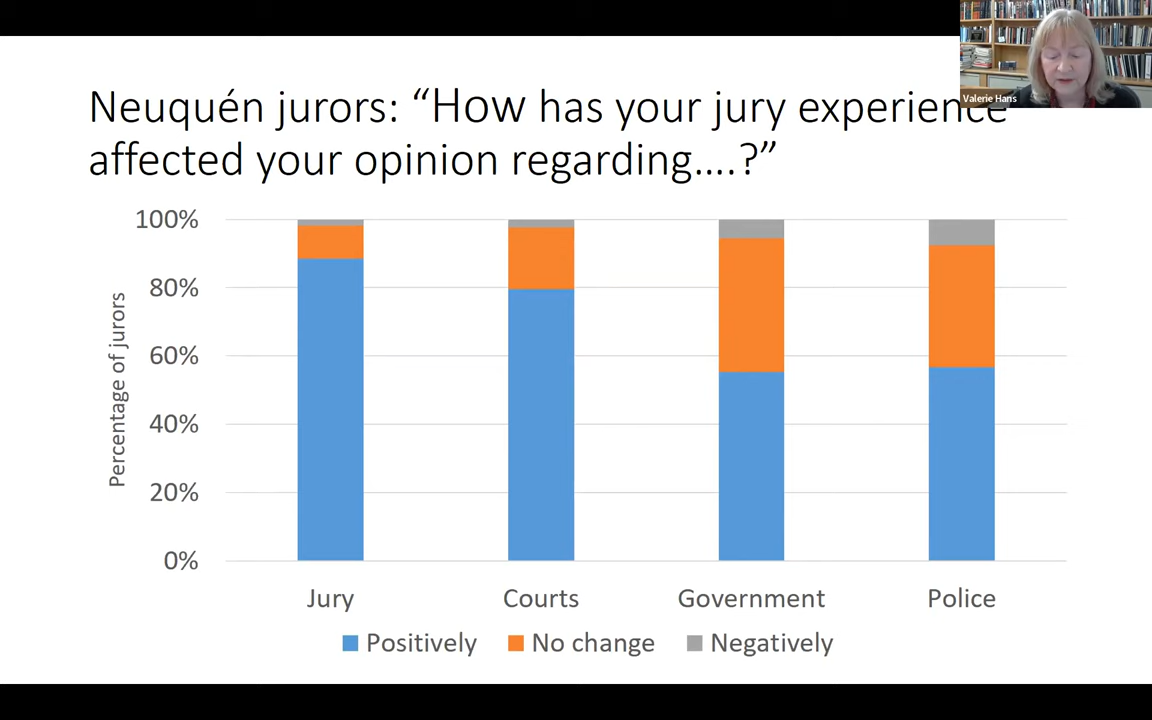 Neuquén jurors: “How has your jury experience
affected your opinion regarding....?”
Valerie Hans
Percentage of jurors
100%
80%
60%
40%
20%
0%
Jury
Courts
Government
Police
Positively
No change
Negatively